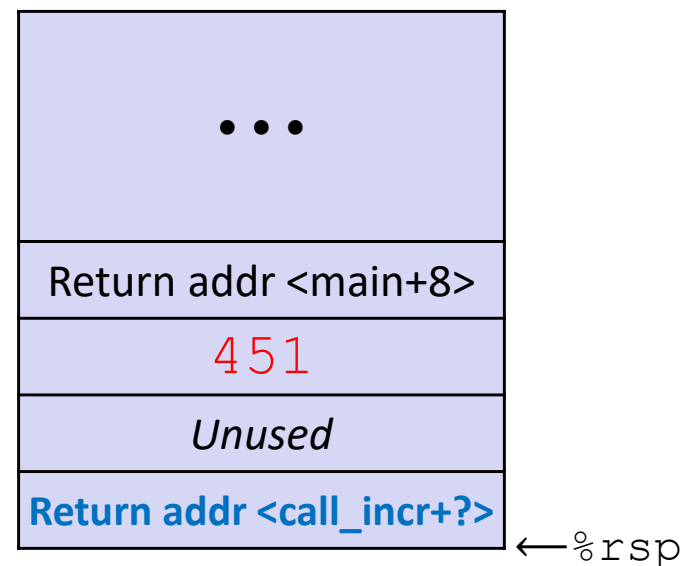 • • •
Return addr <main+8>
451
Unused
Return addr <call_incr+?>
←%rsp